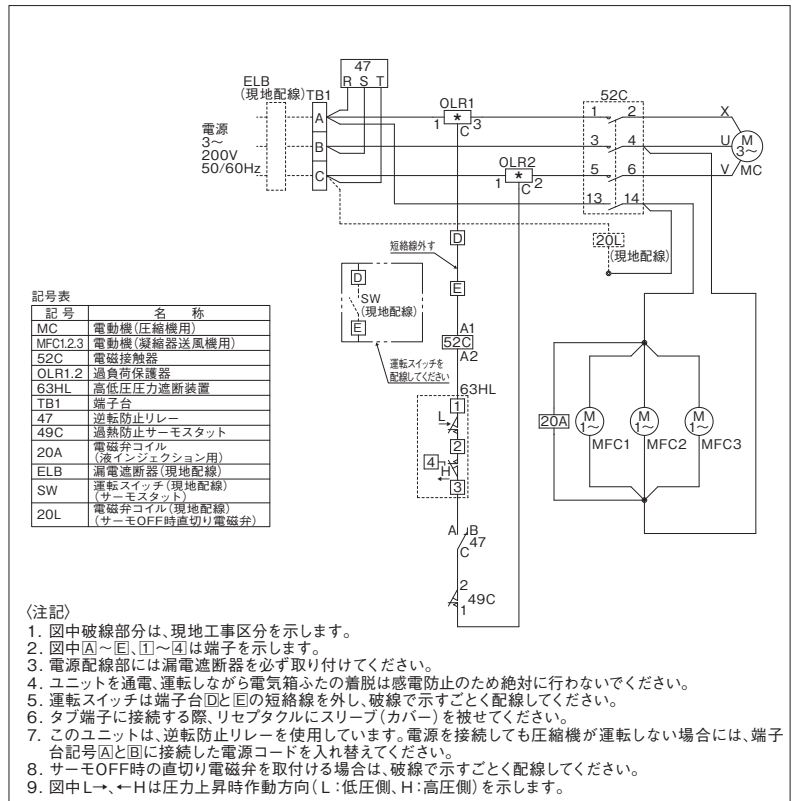 47
R S T
ELB
(現地配線)
TB1
電源
3～
200V
50/60Hz
A
B
C
OLR1
1 * 3
C
OLR2
1 * 2
C
52C
1 2
3 4
5 6
13 14
X
U
V
M
3～
MC
20L
(現地配線)
D
短絡線外す
E
D
SW
(現地配線)
E
運転スイッチを
配線してください
A1
52C
A2
63HL
1
L
2
4
H
3
A B
47
C
2
49C
1
20A
M
1～
MFC1
M
1～
MFC2
M
1～
MFC3
記号表
記 号 名 称
MC 電動機(圧縮機用)
MFC1.2.3 電動機(凝縮器送風機用)
52C 電磁接触器
OLR1.2 過負荷保護器
63HL 高低圧圧力遮断装置
TB1 端子台
47 逆転防止リレー
49C 過熱防止サーモスタット
20A 電磁弁コイル
(液インジェクション用)
ELB 漏電遮断器(現地配線)
SW 運転スイッチ(現地配線)
(サーモスタット)
20L 電磁弁コイル(現地配線)
(サーモOFF時直切り電磁弁)
〈注記〉
1. 図中破線部分は、現地工事区分を示します。
2. 図中A～E、1～4は端子を示します。
3. 電源配線部には漏電遮断器を必ず取り付けてください。
4. ユニットを通電、運転しながら電気箱ふたの着脱は感電防止のため絶対に行わないでください。
5. 運転スイッチは端子台DとEの短絡線を外し、破線で示すごとく配線してください。
6. タブ端子に接続する際、リセプタクルにスリーブ(カバー)を被せてください。
7. このユニットは、逆転防止リレーを使用しています。電源を接続しても圧縮機が運転しない場合には、端子
台記号AとBに接続した電源コードを入れ替えてください。
8. サーモOFF時の直切り電磁弁を取付ける場合は、破線で示すごとく配線してください。
9. 図中L→、←Hは圧力上昇時作動方向(L：低圧側、H：高圧側)を示します。